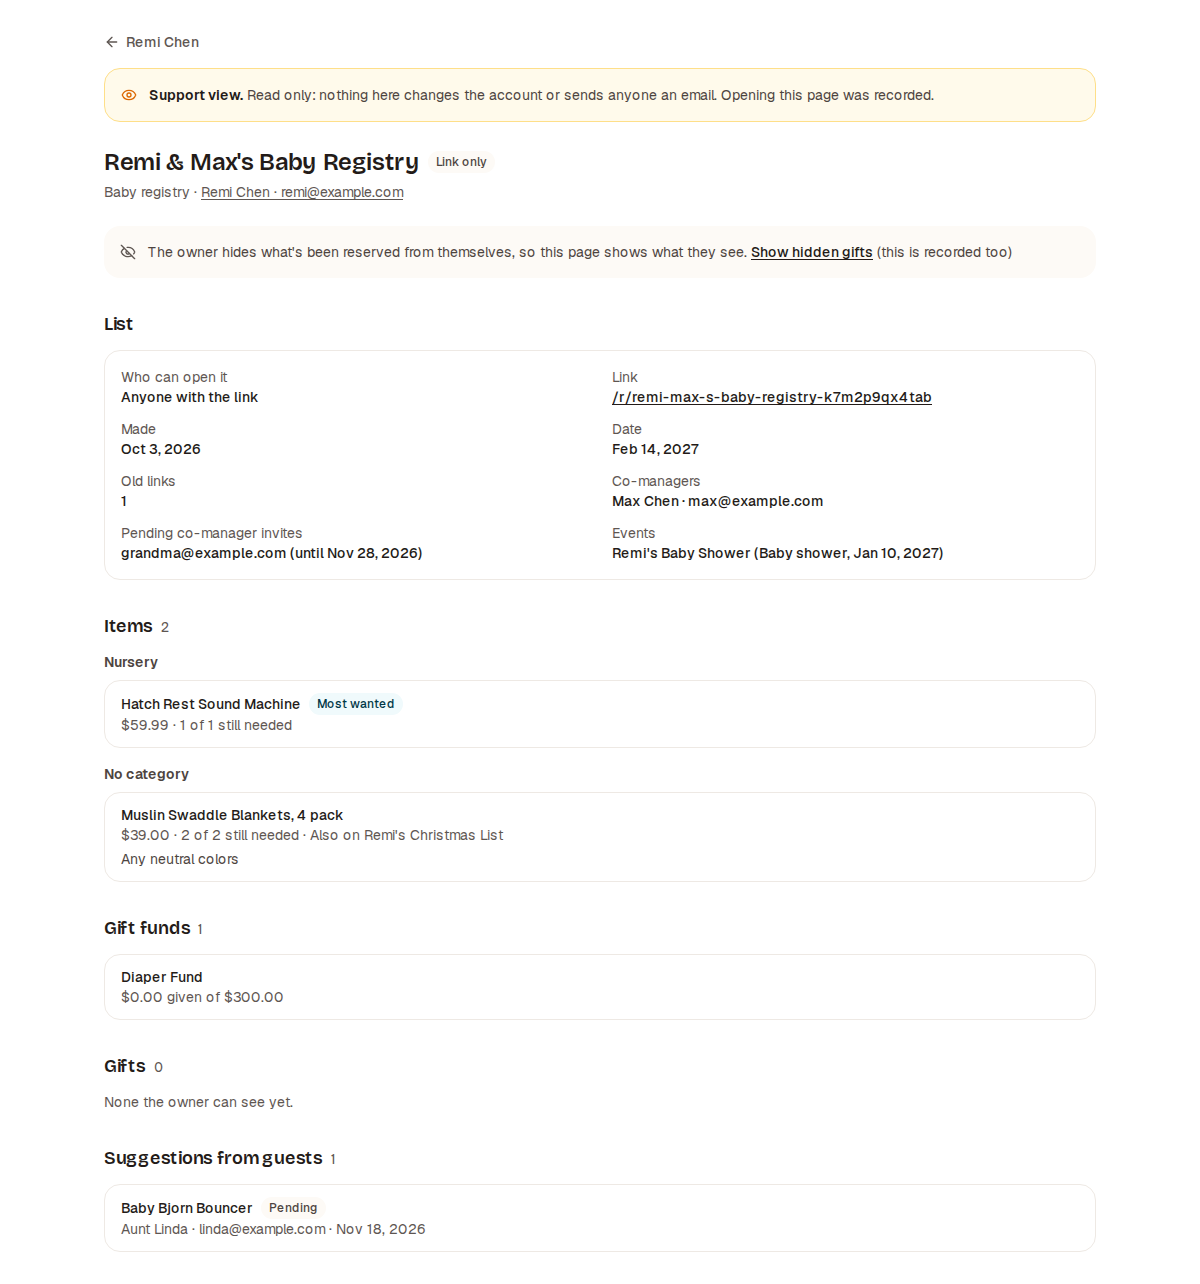 Remi Chen
Support view. Read only: nothing here changes the account or sends anyone an email. Opening this page was recorded.
Remi & Max's Baby Registry Link only
Baby registry · Remi Chen · remi@example.com
The owner hides what's been reserved from themselves, so this page shows what they see. Show hidden gifts (this is recorded too)
List
Who can open it
Anyone with the link
Link
/r/remi-max-s-baby-registry-k7m2p9qx4tab
Made
Oct 3, 2026
Date
Feb 14, 2027
Old links
1
Co-managers
Max Chen · max@example.com
Pending co-manager invites
grandma@example.com (until Nov 28, 2026)
Events
Remi's Baby Shower (Baby shower, Jan 10, 2027)
Items 2
Nursery
Hatch Rest Sound Machine Most wanted
$59.99 · 1 of 1 still needed
No category
Muslin Swaddle Blankets, 4 pack
$39.00 · 2 of 2 still needed · Also on Remi's Christmas List
Any neutral colors
Gift funds 1
Diaper Fund
$0.00 given of $300.00
Gifts 0
None the owner can see yet.
Suggestions from guests 1
Baby Bjorn Bouncer Pending
Aunt Linda · linda@example.com · Nov 18, 2026